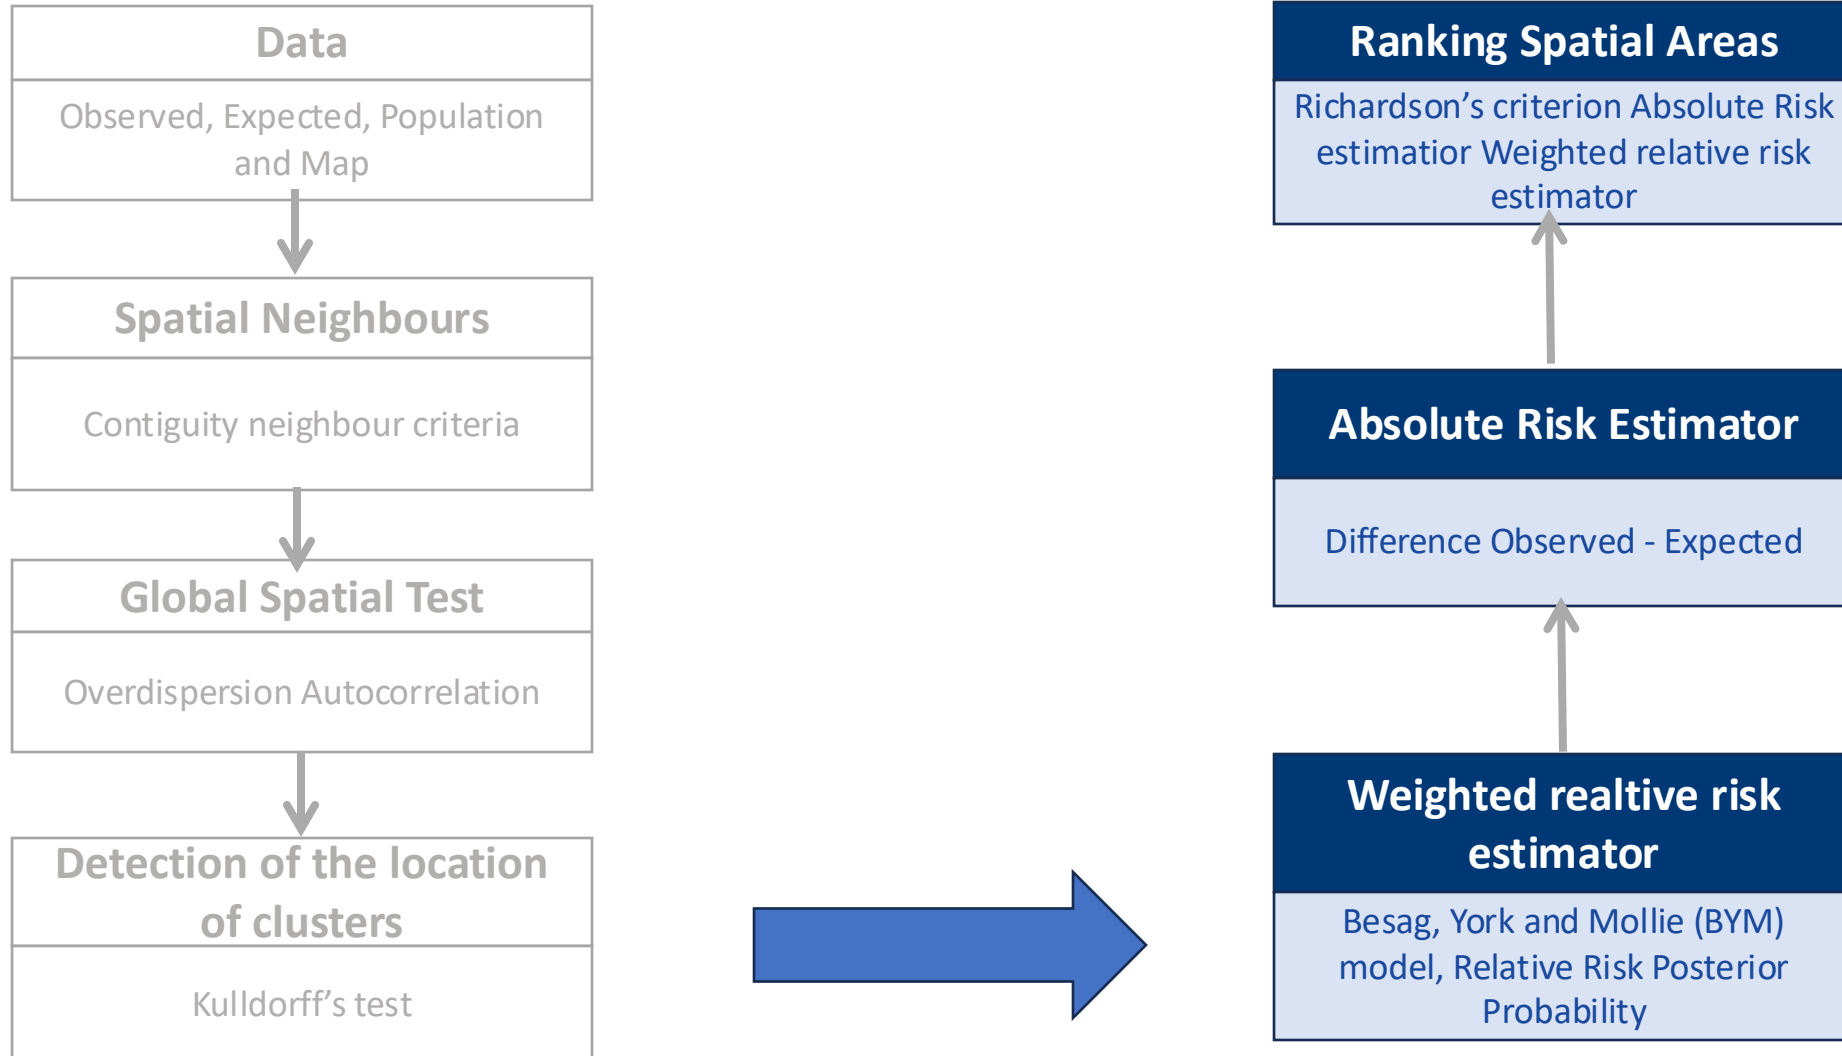 Data
Observed, Expected, Population
and Map
Spatial Neighbours
Contiguity neighbour criteria
Global Spatial Test
Overdispersion Autocorrelation
Detection of the location
of clusters
Kulldorff’s test
Ranking Spatial Areas
Richardson’s criterion Absolute Risk
estimatior Weighted relative risk
estimator
Absolute Risk Estimator
Difference Observed - Expected
Weighted realtive risk
estimator
Besag, York and Mollie (BYM)
model, Relative Risk Posterior
Probability